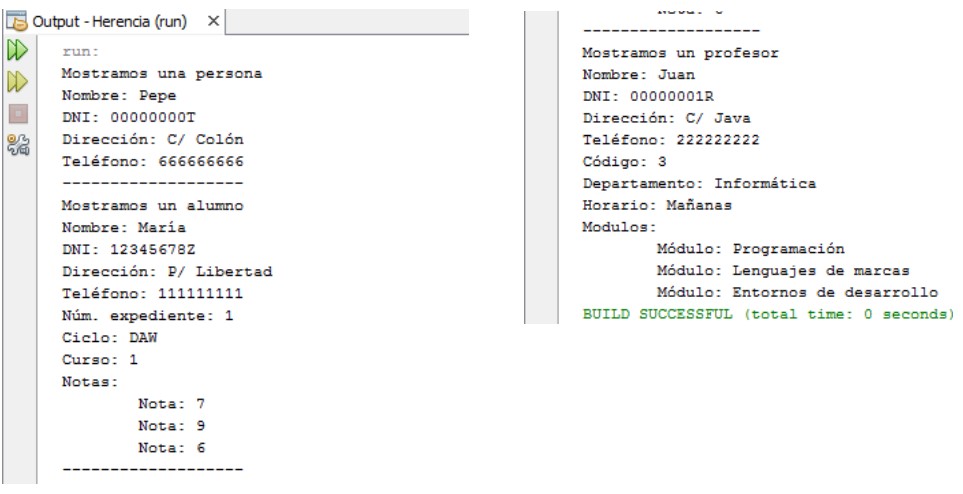 Output - Herencia (run)
run:
Mostramos una persona
Nombre: Pepe
DNI: 00000000T
Dirección: C/ Colón
Teléfono: 666666666
-------------------
Mostramos un alumno
Nombre: María
DNI: 12345678Z
Dirección: P/ Libertad
Teléfono: 111111111
Núm. expediente: 1
Ciclo: DAW
Curso: 1
Notas:
Nota: 7
Nota: 9
Nota: 6
-------------------
-------------------
Mostramos un profesor
Nombre: Juan
DNI: 00000001R
Dirección: C/ Java
Teléfono: 222222222
Código: 3
Departamento: Informática
Horario: Mañanas
Modulos:
Módulo: Programación
Módulo: Lenguajes de marcas
Módulo: Entornos de desarrollo
BUILD SUCCESSFUL (total time: 0 seconds)